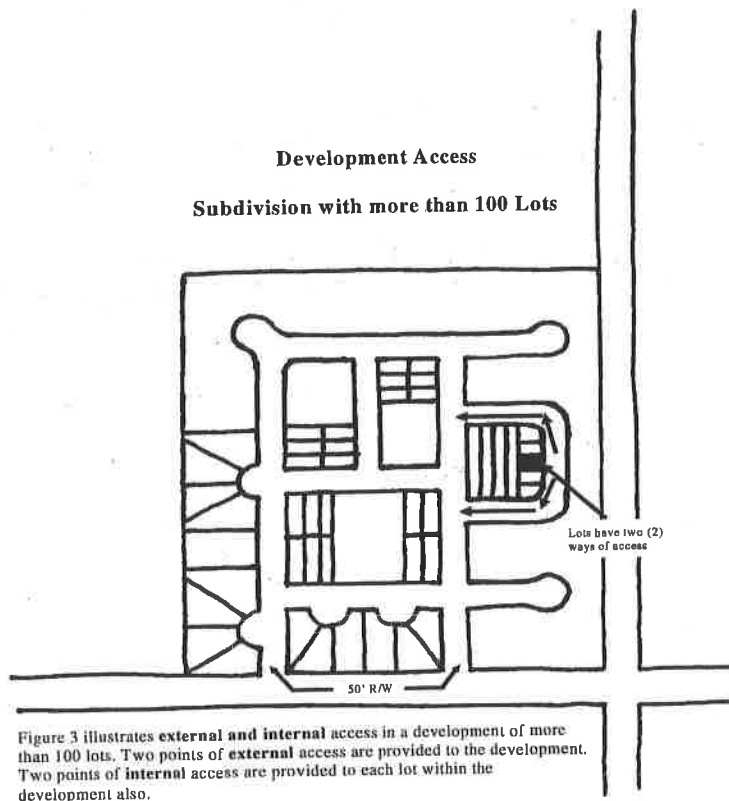 Development Access
Subdivision with more than 100 Lots
Lots have two (2)
ways of access
50' R/W
Figure 3 illustrates external and internal access in a development of more
than 100 lots. Two points of external access are provided to the development.
Two points of internal access are provided to each lot within the
development also.